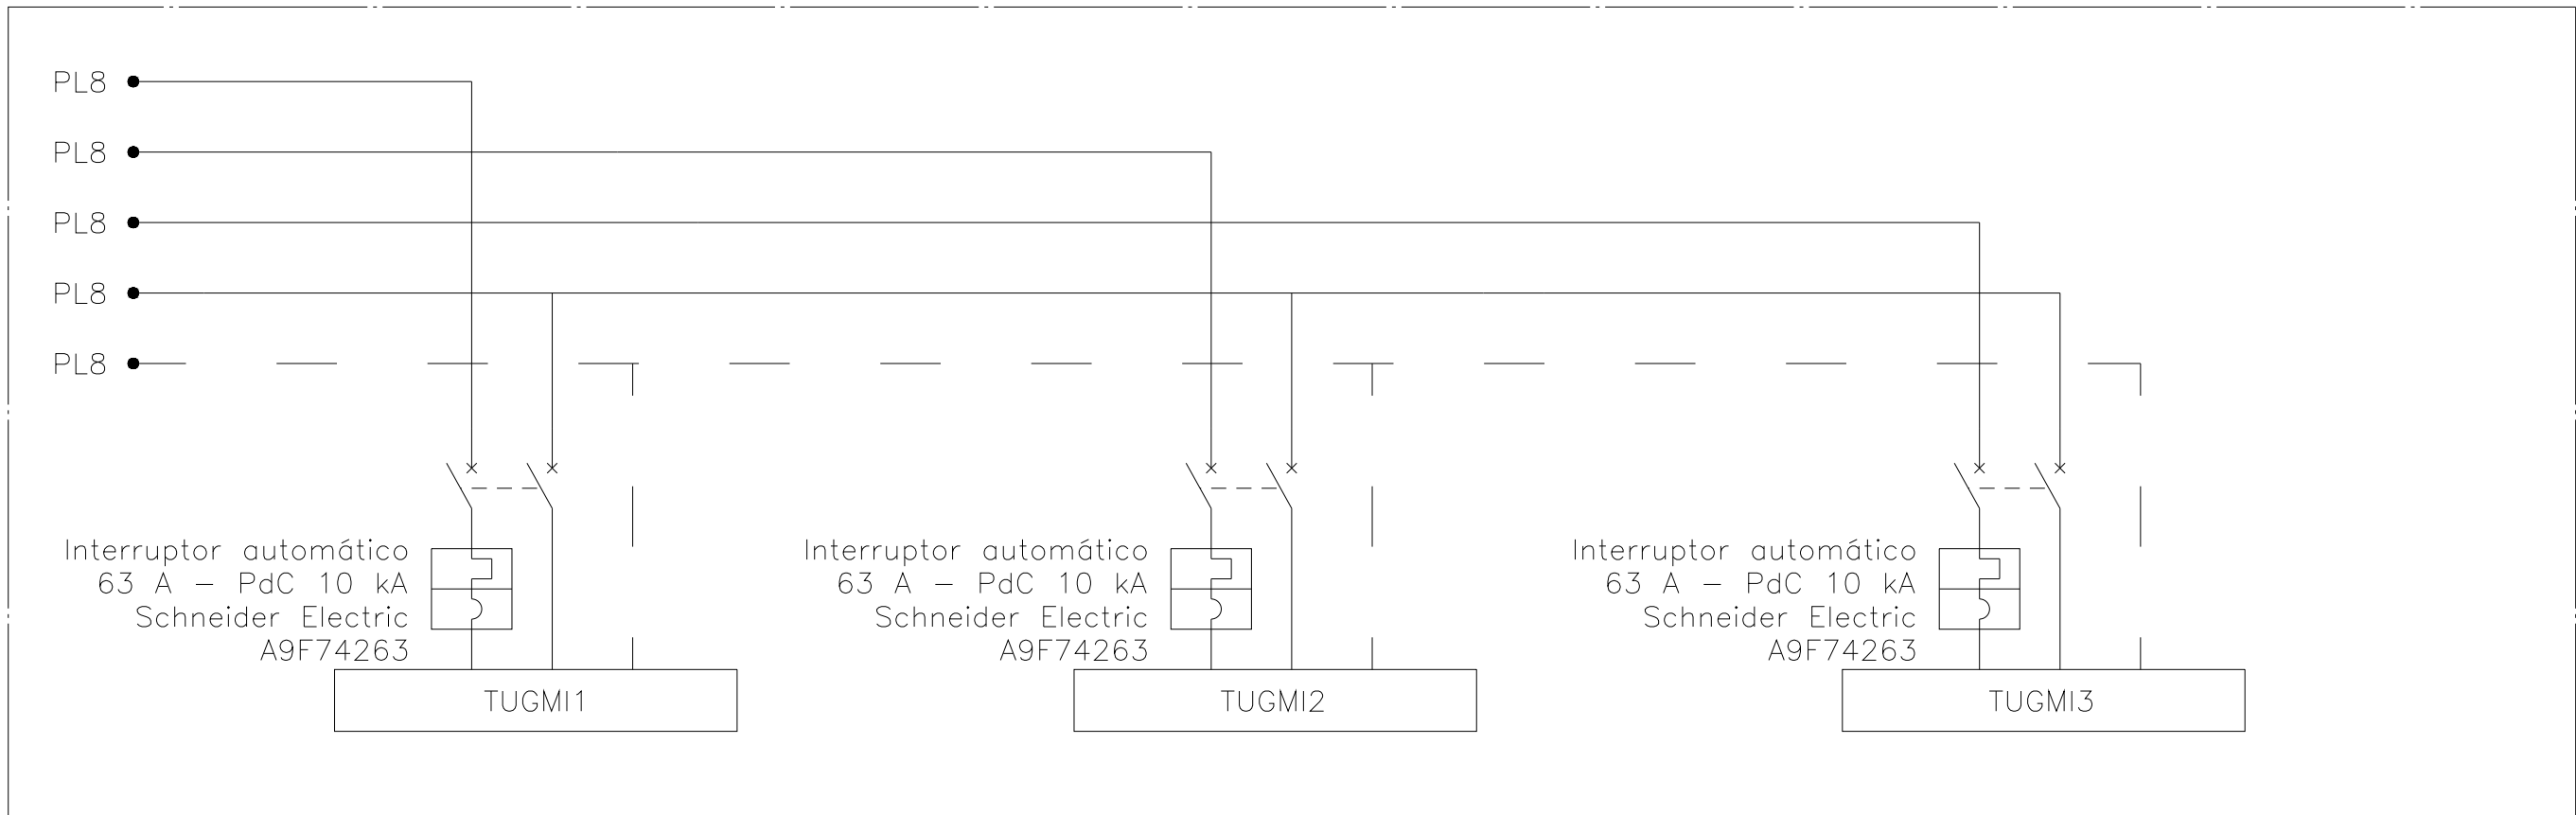 PL8
PL8
PL8
PL8
PL8
Interruptor automático
63 A – PdC 10 kA
Schneider Electric
A9F74263
TUGMI1
Interruptor automático
63 A – PdC 10 kA
Schneider Electric
A9F74263
TUGMI2
Interruptor automático
63 A – PdC 10 kA
Schneider Electric
A9F74263
TUGMI3